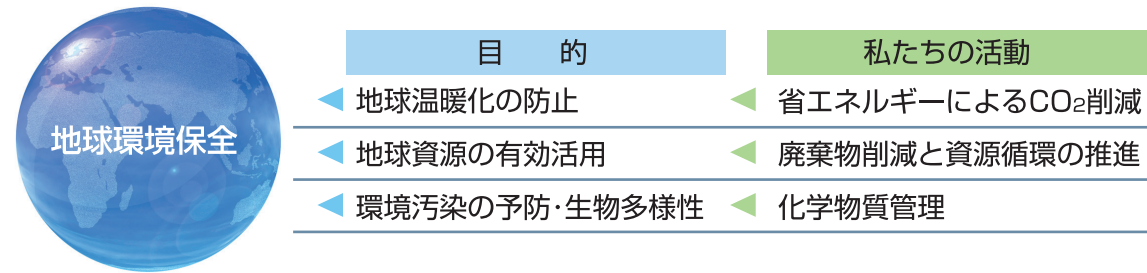 地球環境保全
目 的
私たちの活動
地球温暖化の防止
省エネルギーによるCO₂削減
地球資源の有効活用
廃棄物削減と資源循環の推進
環境汚染の予防・生物多様性
化学物質管理